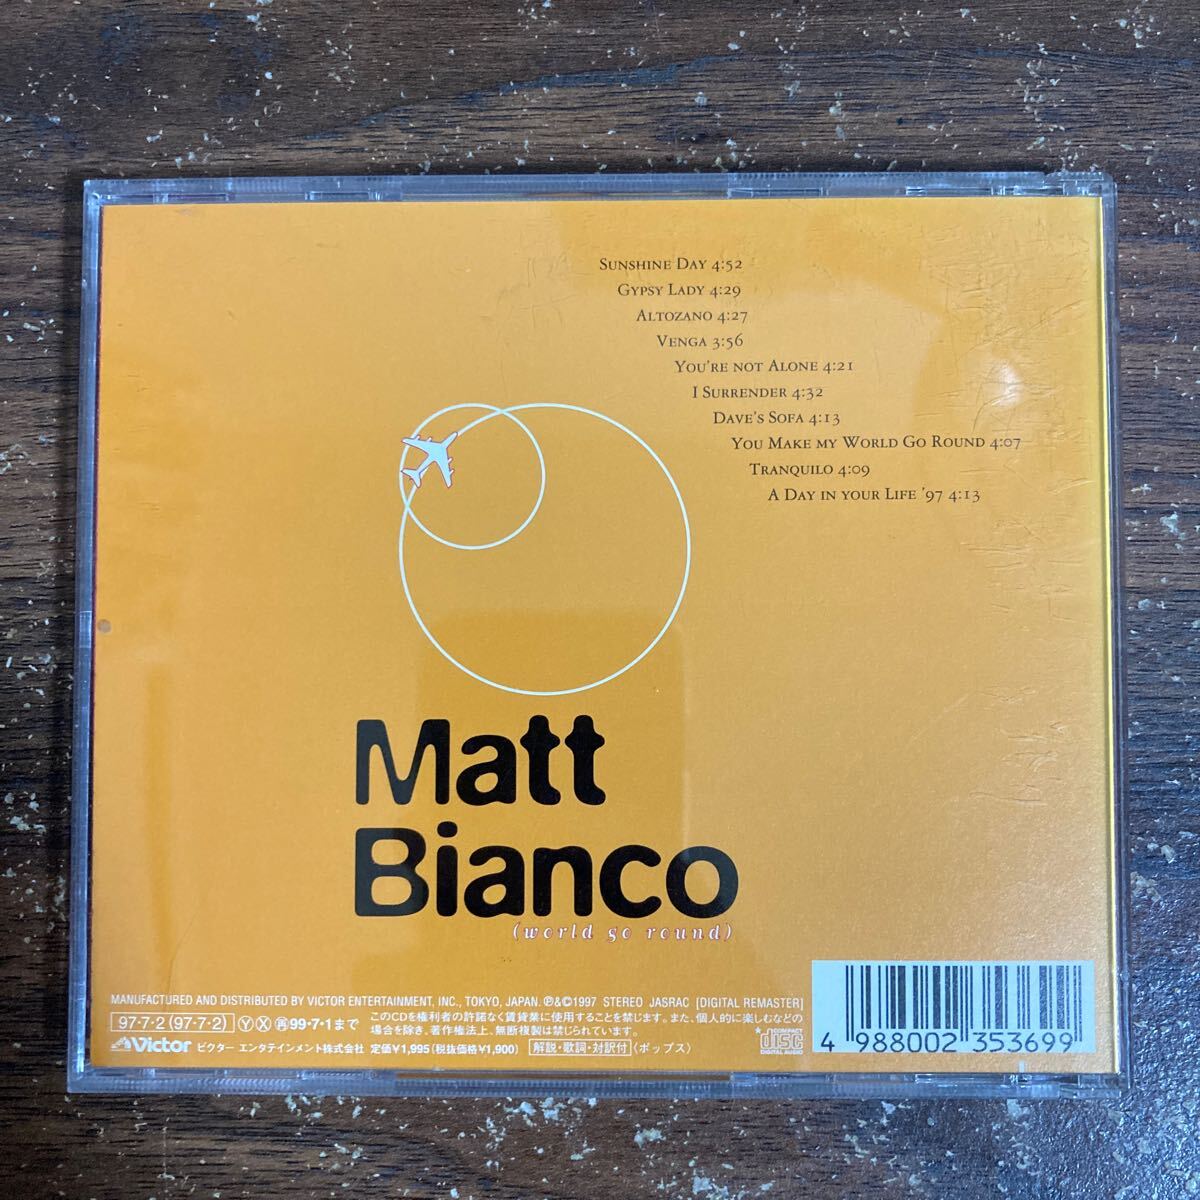 Sunshine Day 4:52
Gypsy Lady 4:29
Altozano 4:27
Venga 3:56
You're not Alone 4:21
I Surrender 4:32
Dave's Sofa 4:13
You Make my World Go Round 4:07
Tranquilo 4:09
A Day in your Life '97 4:13
Matt
Bianco
(world go round)
MANUFACTURED AND DISTRIBUTED BY VICTOR ENTERTAINMENT, INC., TOKYO, JAPAN. ℗&©1997 STEREO JASRAC [DIGITAL REMASTER]
97・7・2 (97・7・2) Ⓨ Ⓧ 再99・7・1まで
このCDを権利者の許諾なく賃貸業に使用することを禁じます。また、個人的に楽しむなどの
場合を除き、著作権法上、無断複製は禁じられています。
Victor ビクター エンタテインメント株式会社 定価¥1,995(税抜価格¥1,900) 解説・歌詞・対訳付 〈ポップス〉
COMPACT
disc
DIGITAL AUDIO
4 988002 353699